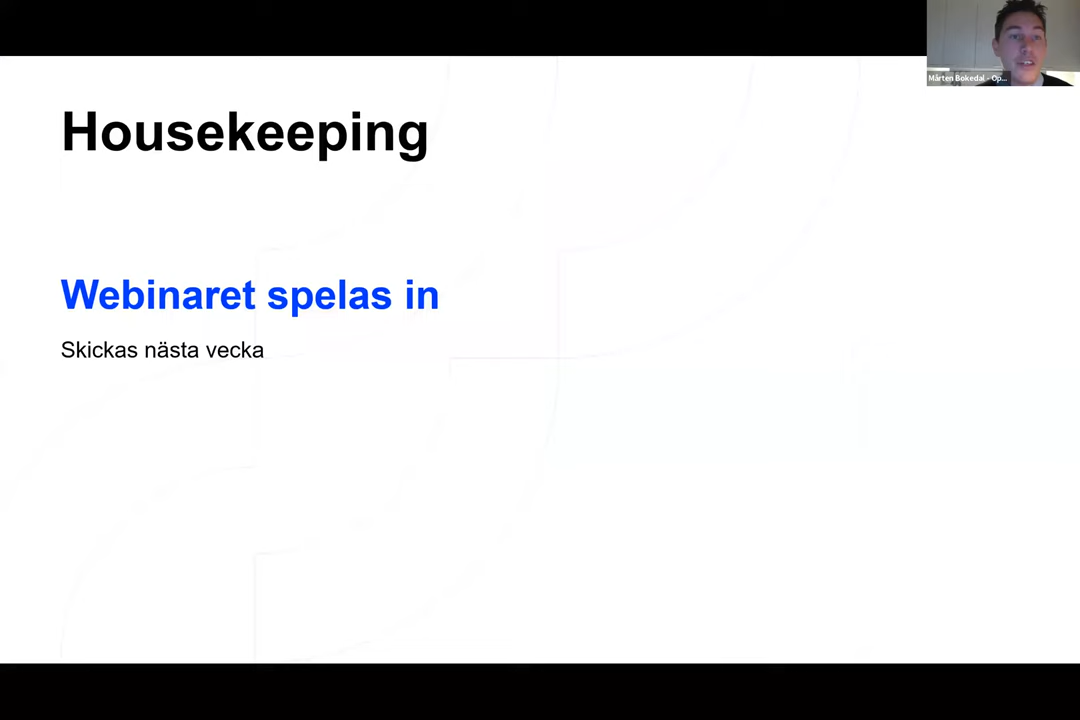 Housekeeping
Webinaret spelas in
Skickas nästa vecka
Mårten Bokedal - Op...